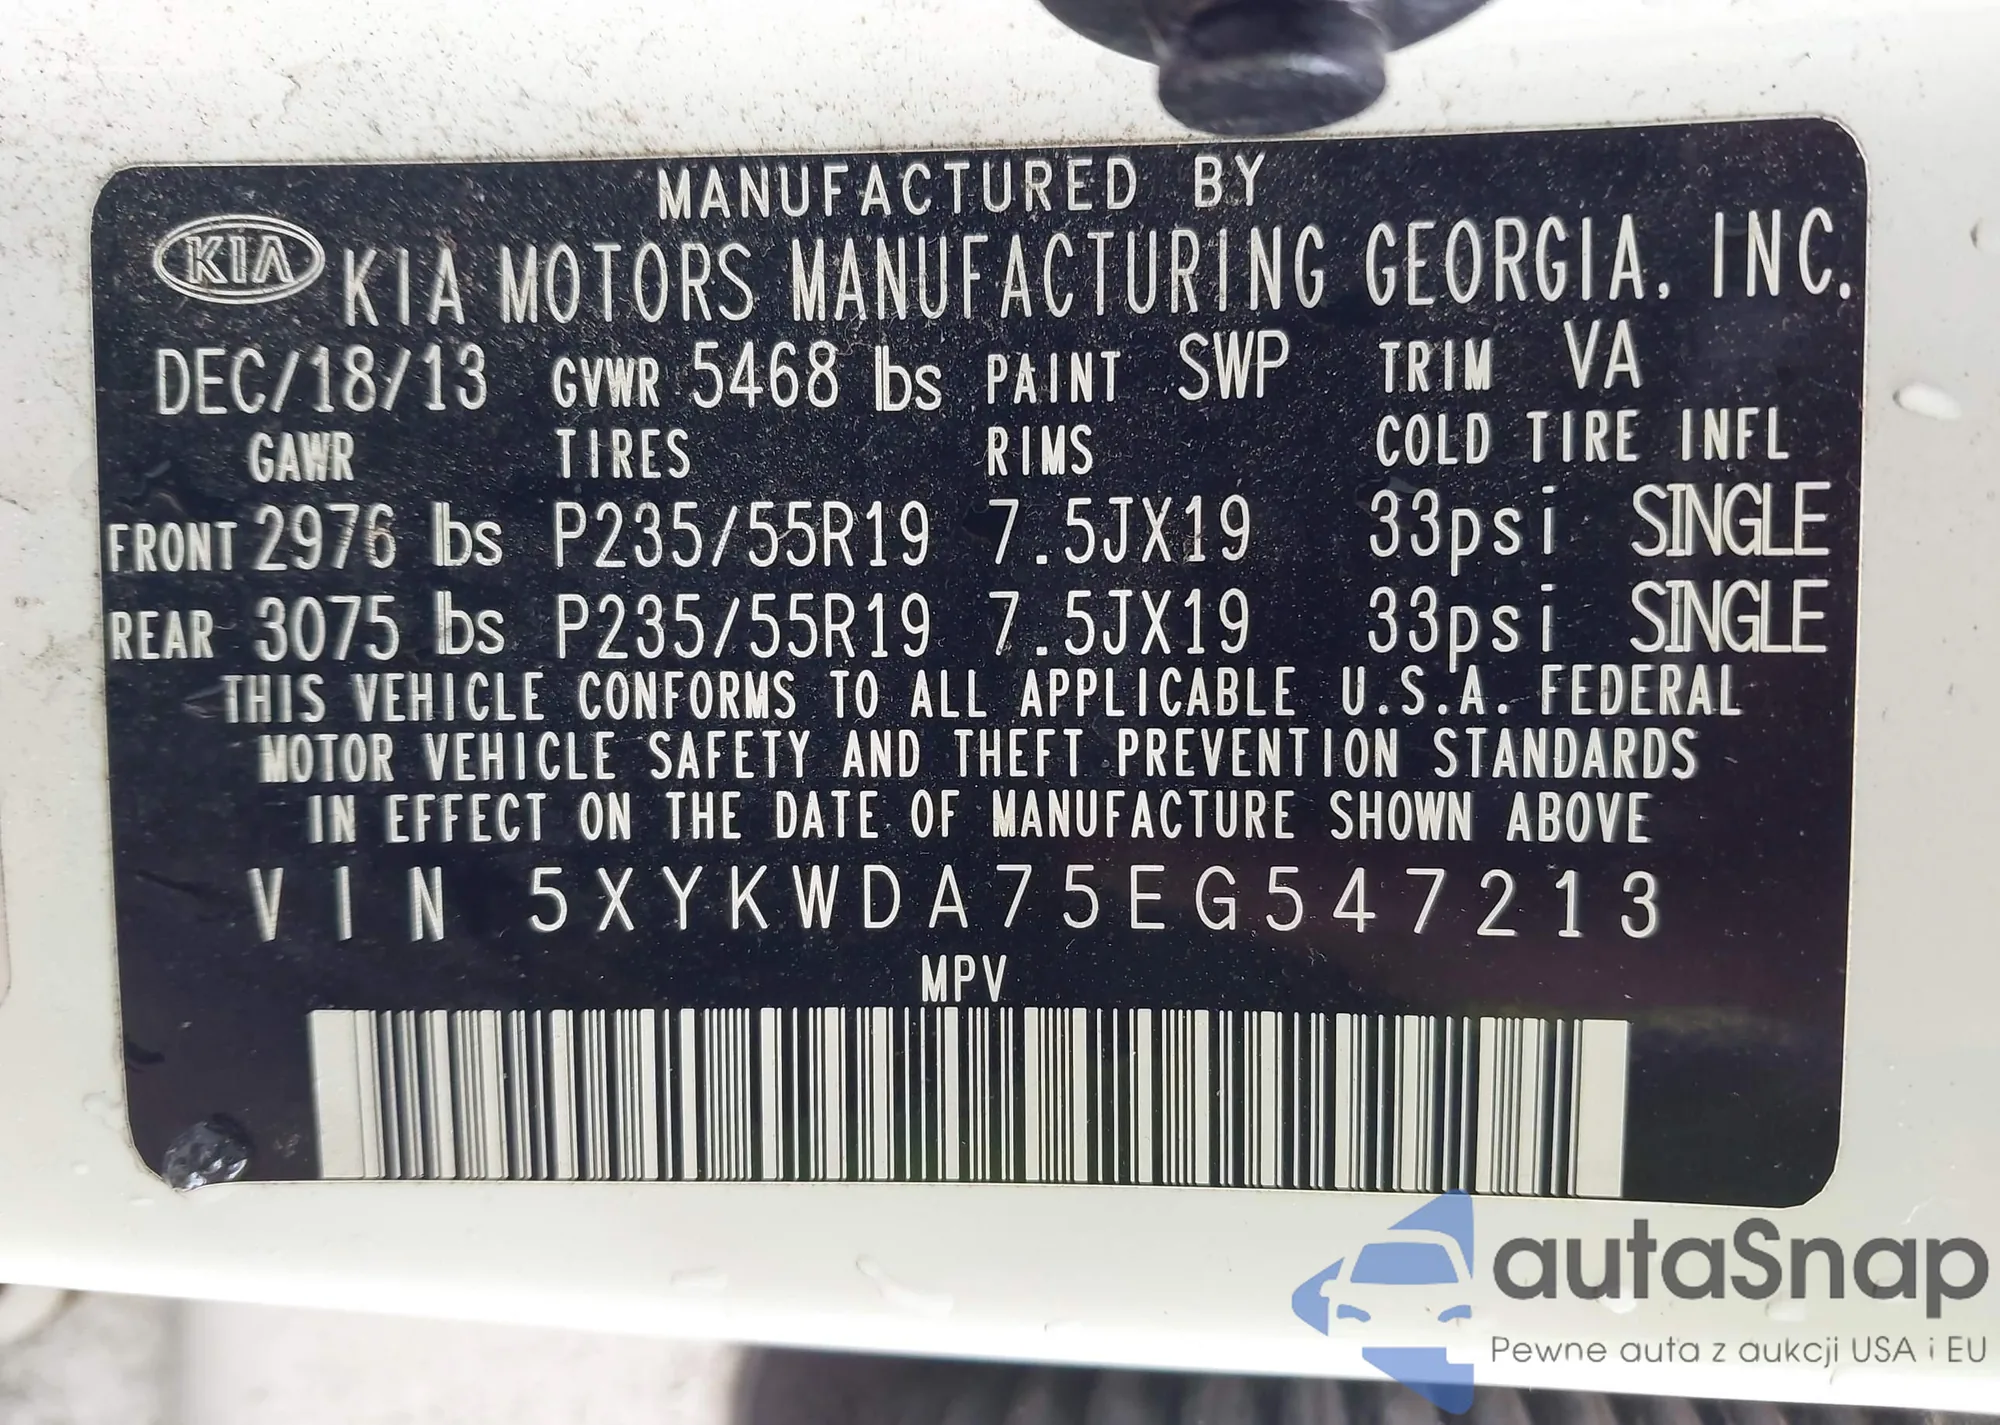 MANUFACTURED BY
KIA KIA MOTORS MANUFACTURING GEORGIA, INC.
DEC/18/13 GVWR 5468 lbs PAINT SWP TRIM VA
GAWR TIRES RIMS COLD TIRE INFL
FRONT 2976 lbs P235/55R19 7.5JX19 33psi SINGLE
REAR 3075 lbs P235/55R19 7.5JX19 33psi SINGLE
THIS VEHICLE CONFORMS TO ALL APPLICABLE U.S.A. FEDERAL
MOTOR VEHICLE SAFETY AND THEFT PREVENTION STANDARDS
IN EFFECT ON THE DATE OF MANUFACTURE SHOWN ABOVE
VIN 5XYKWDA75EG547213
MPV
autaSnap
Pewne auta z aukcji USA i EU